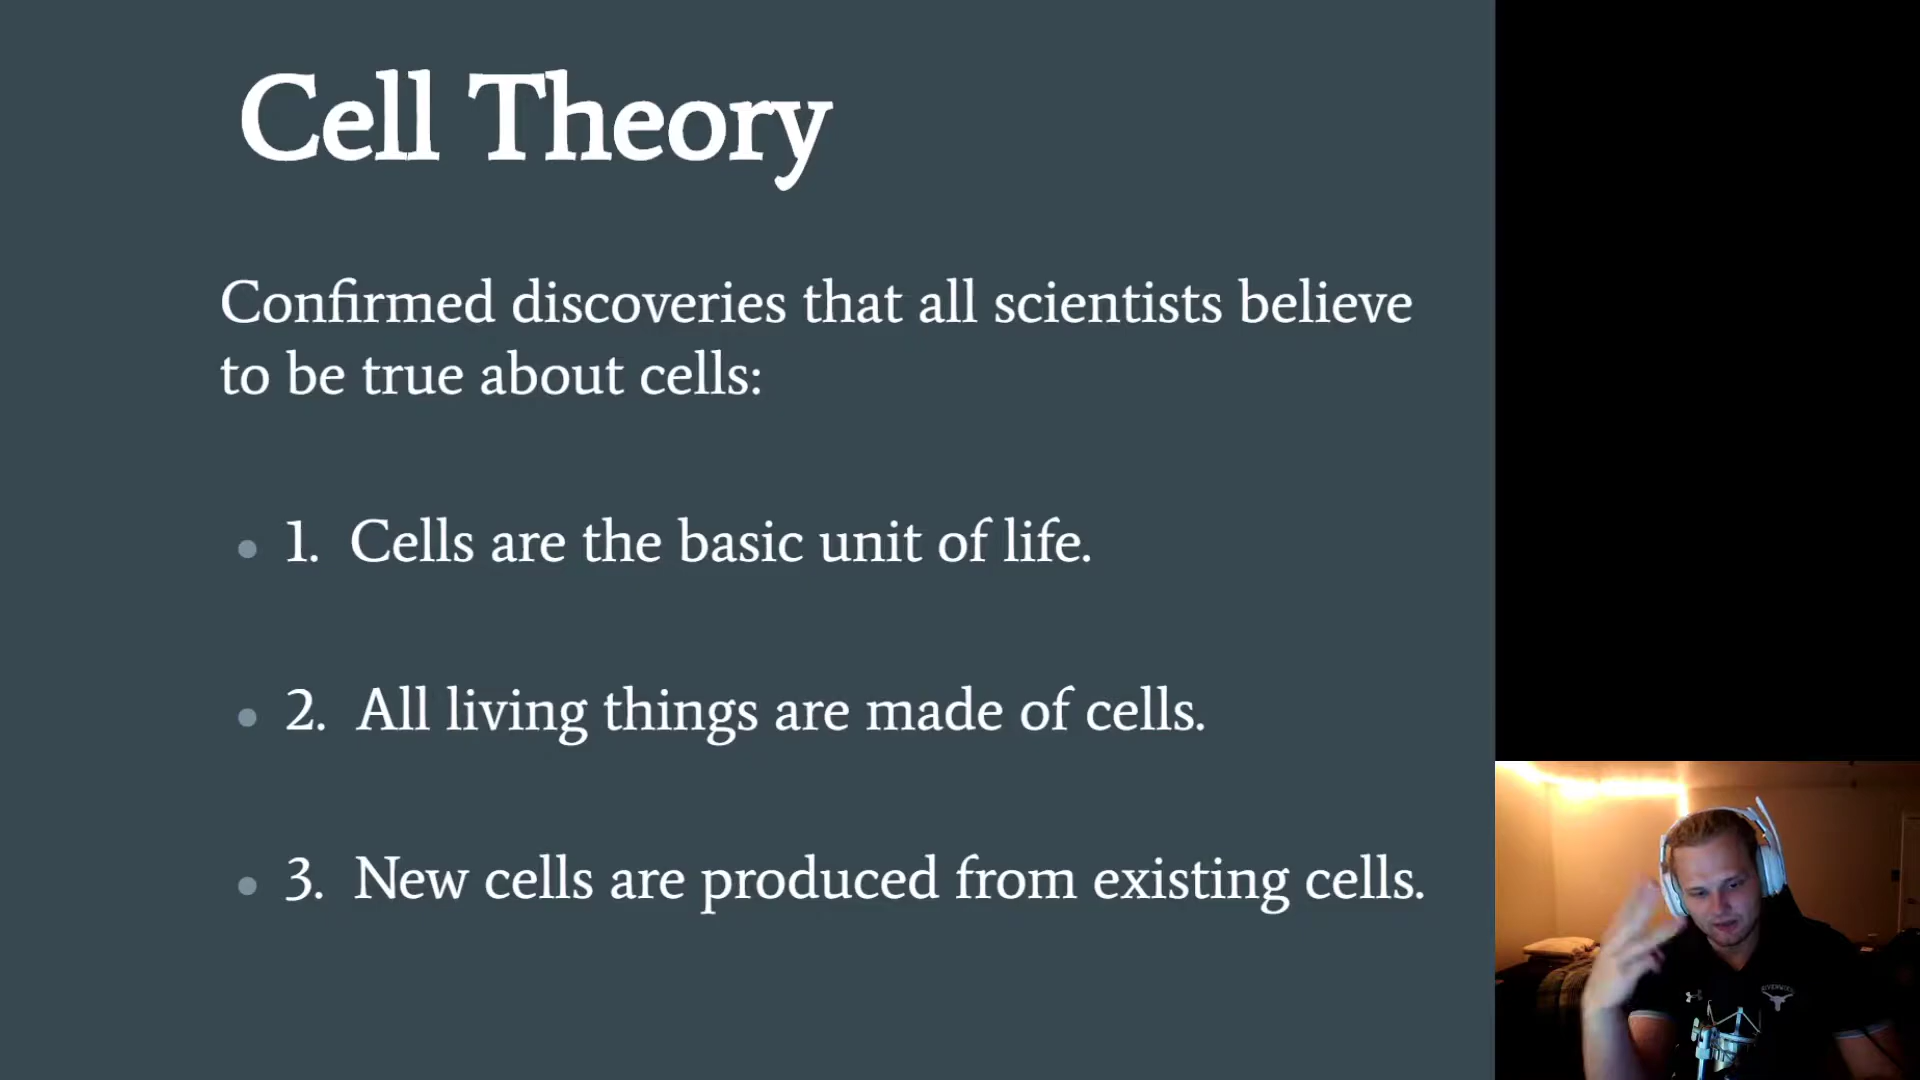 Cell Theory
Confirmed discoveries that all scientists believe
to be true about cells:
1. Cells are the basic unit of life.
2. All living things are made of cells.
3. New cells are produced from existing cells.